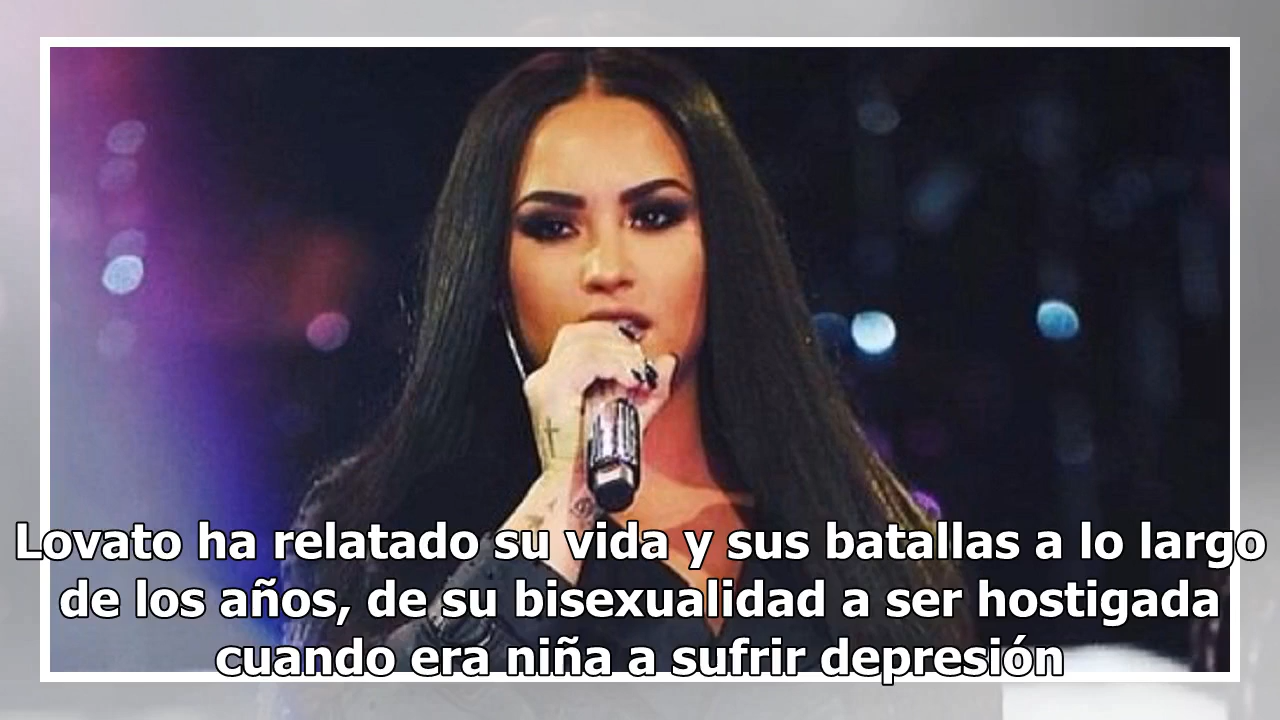 Lovato ha relatado su vida y sus batallas a lo largo
de los años, de su bisexualidad a ser hostigada
cuando era niña a sufrir depresión